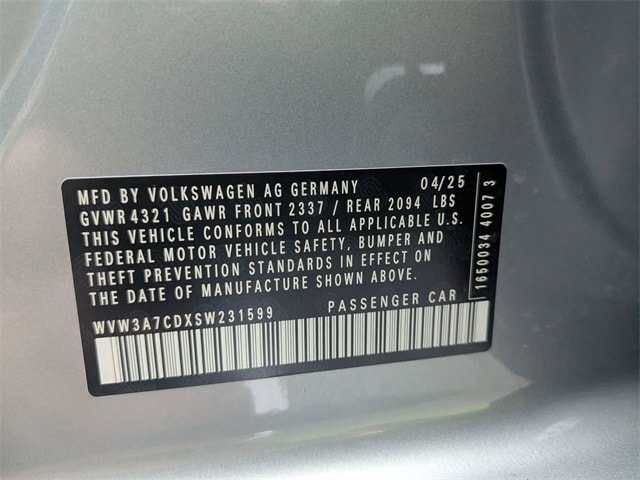 MFD BY VOLKSWAGEN AG GERMANY 04/25
GVWR 4321 GAWR FRONT 2337 / REAR 2094 LBS
THIS VEHICLE CONFORMS TO ALL APPLICABLE U.S.
FEDERAL MOTOR VEHICLE SAFETY, BUMPER AND
THEFT PREVENTION STANDARDS IN EFFECT ON
THE DATE OF MANUFACTURE SHOWN ABOVE.
WVW3A7CDXSW231599 PASSENGER CAR
1650034 4007 3